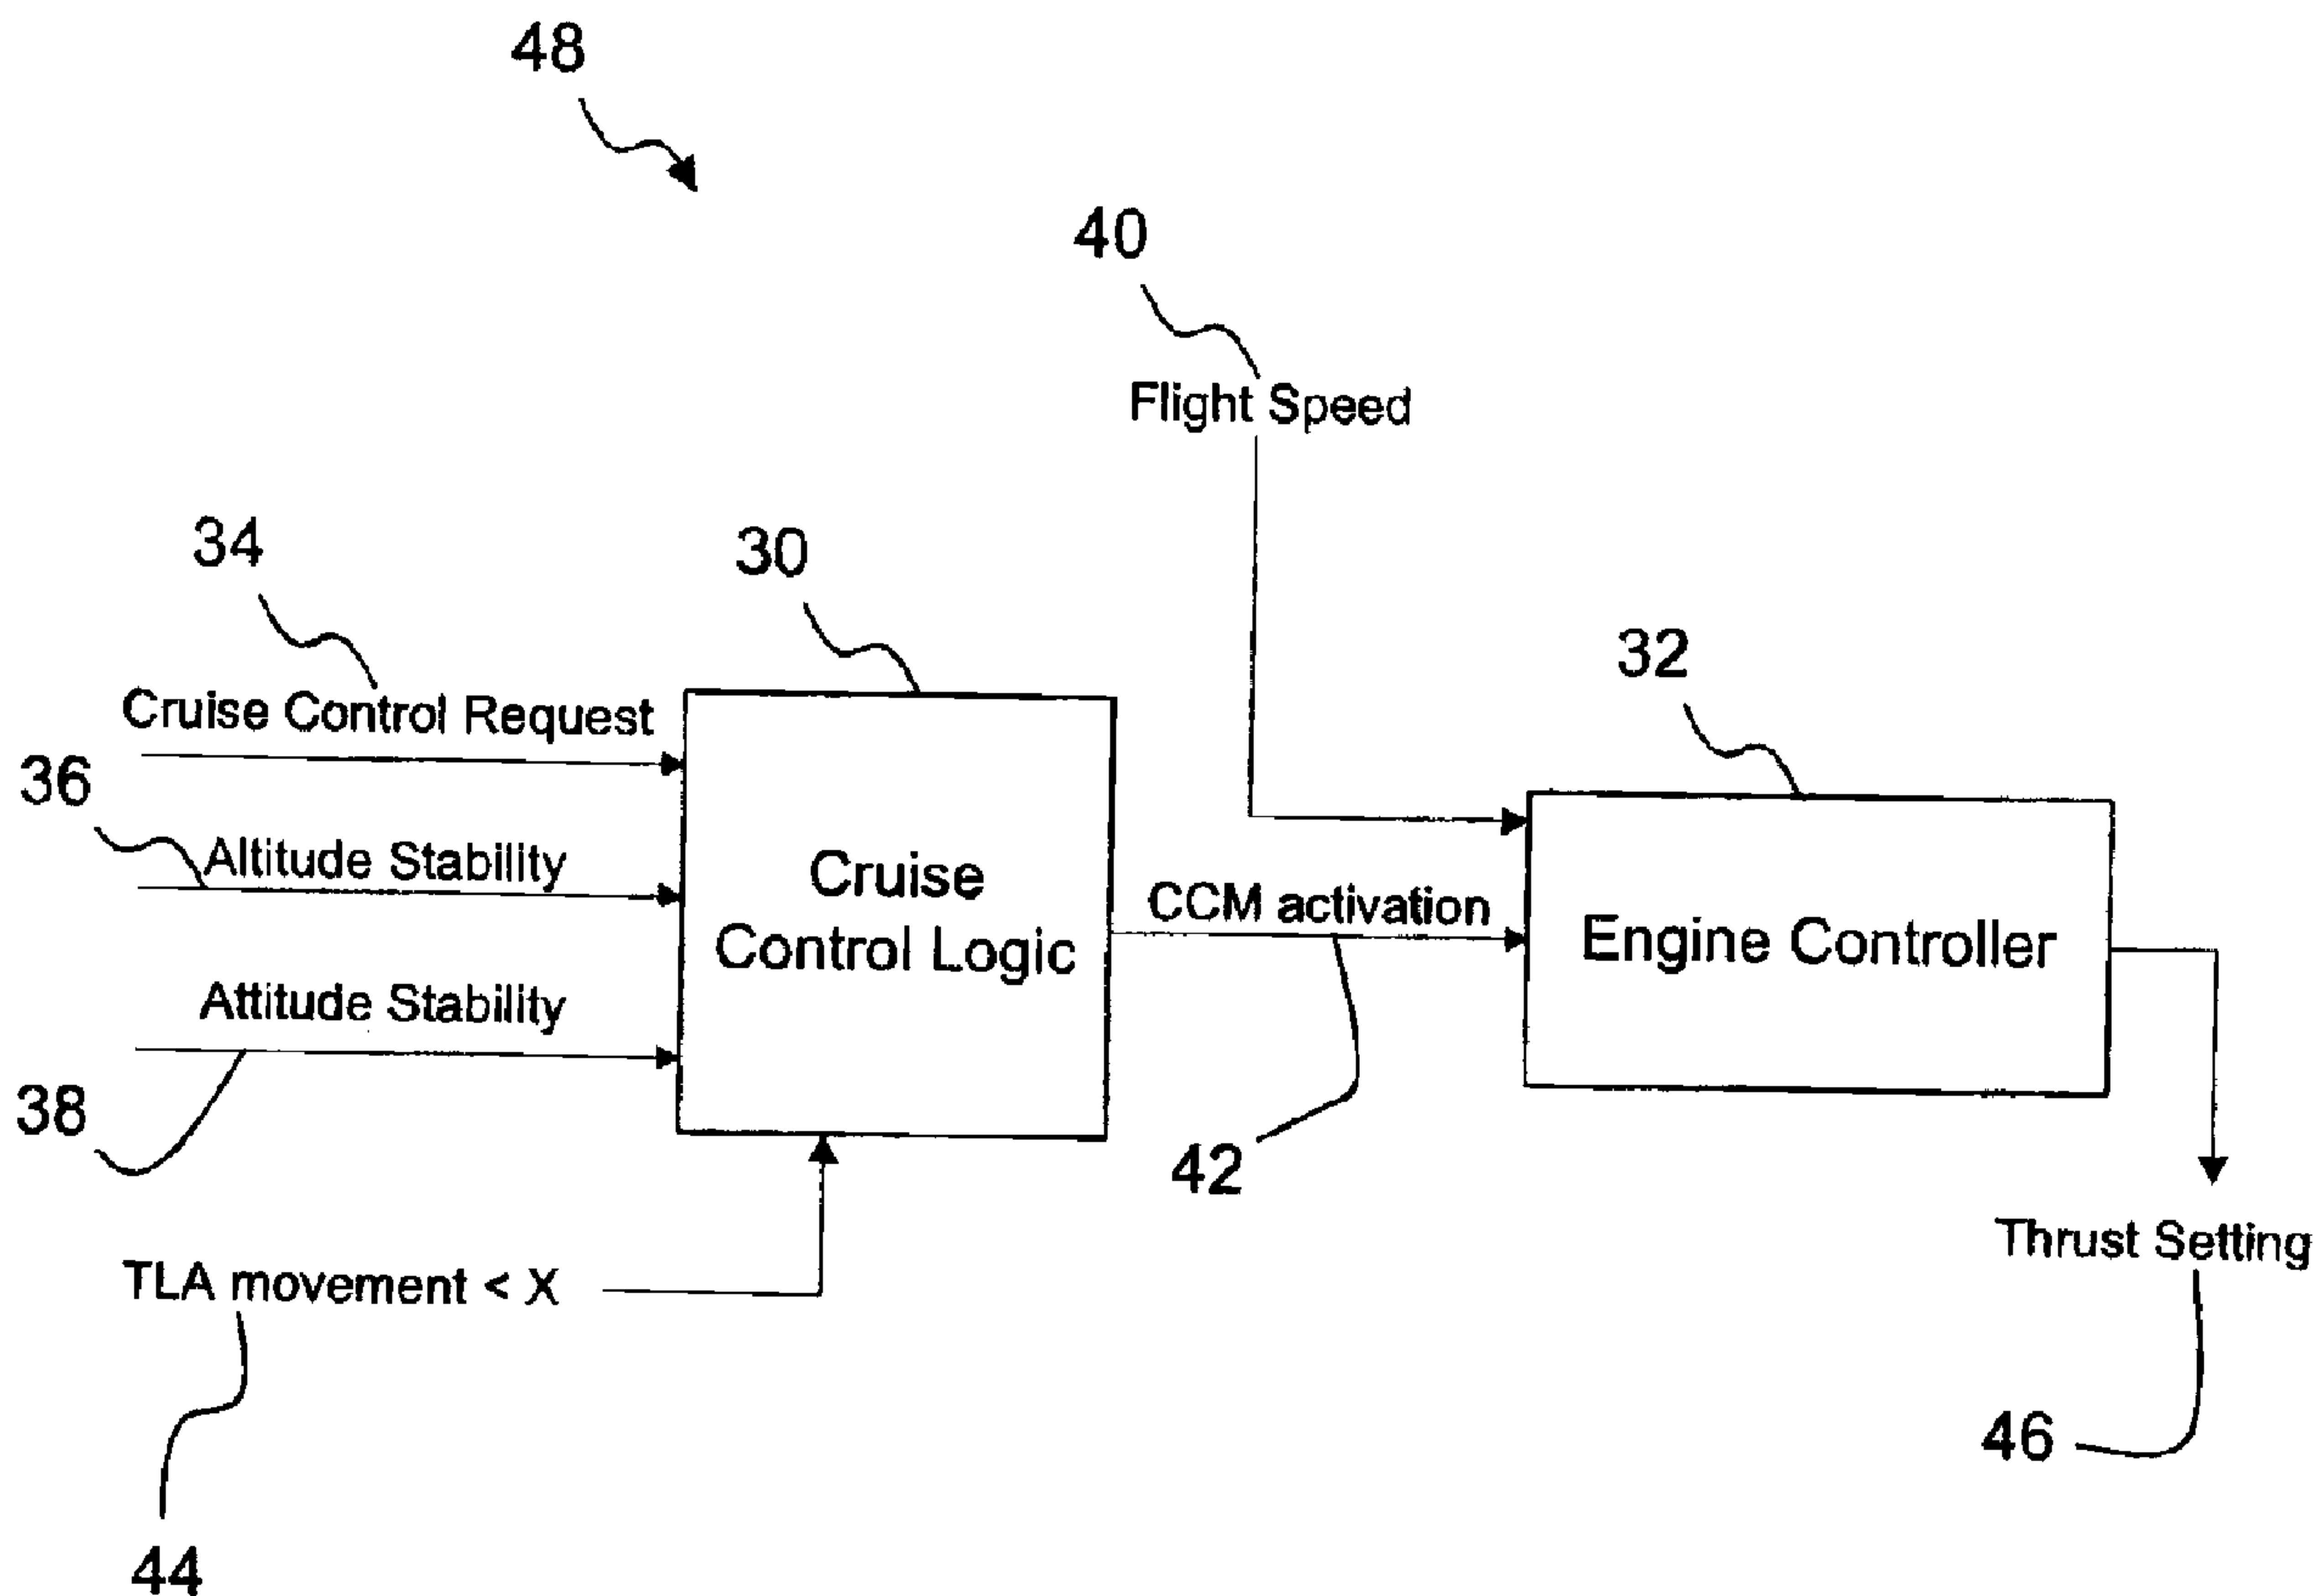 48
40
Flight Speed
34
30
32
Cruise Control Request
36
Altitude Stability
Cruise
Control Logic
CCM activation
Engine Controller
Attitude Stability
38
42
TLA movement < X
Thrust Setting
46
44